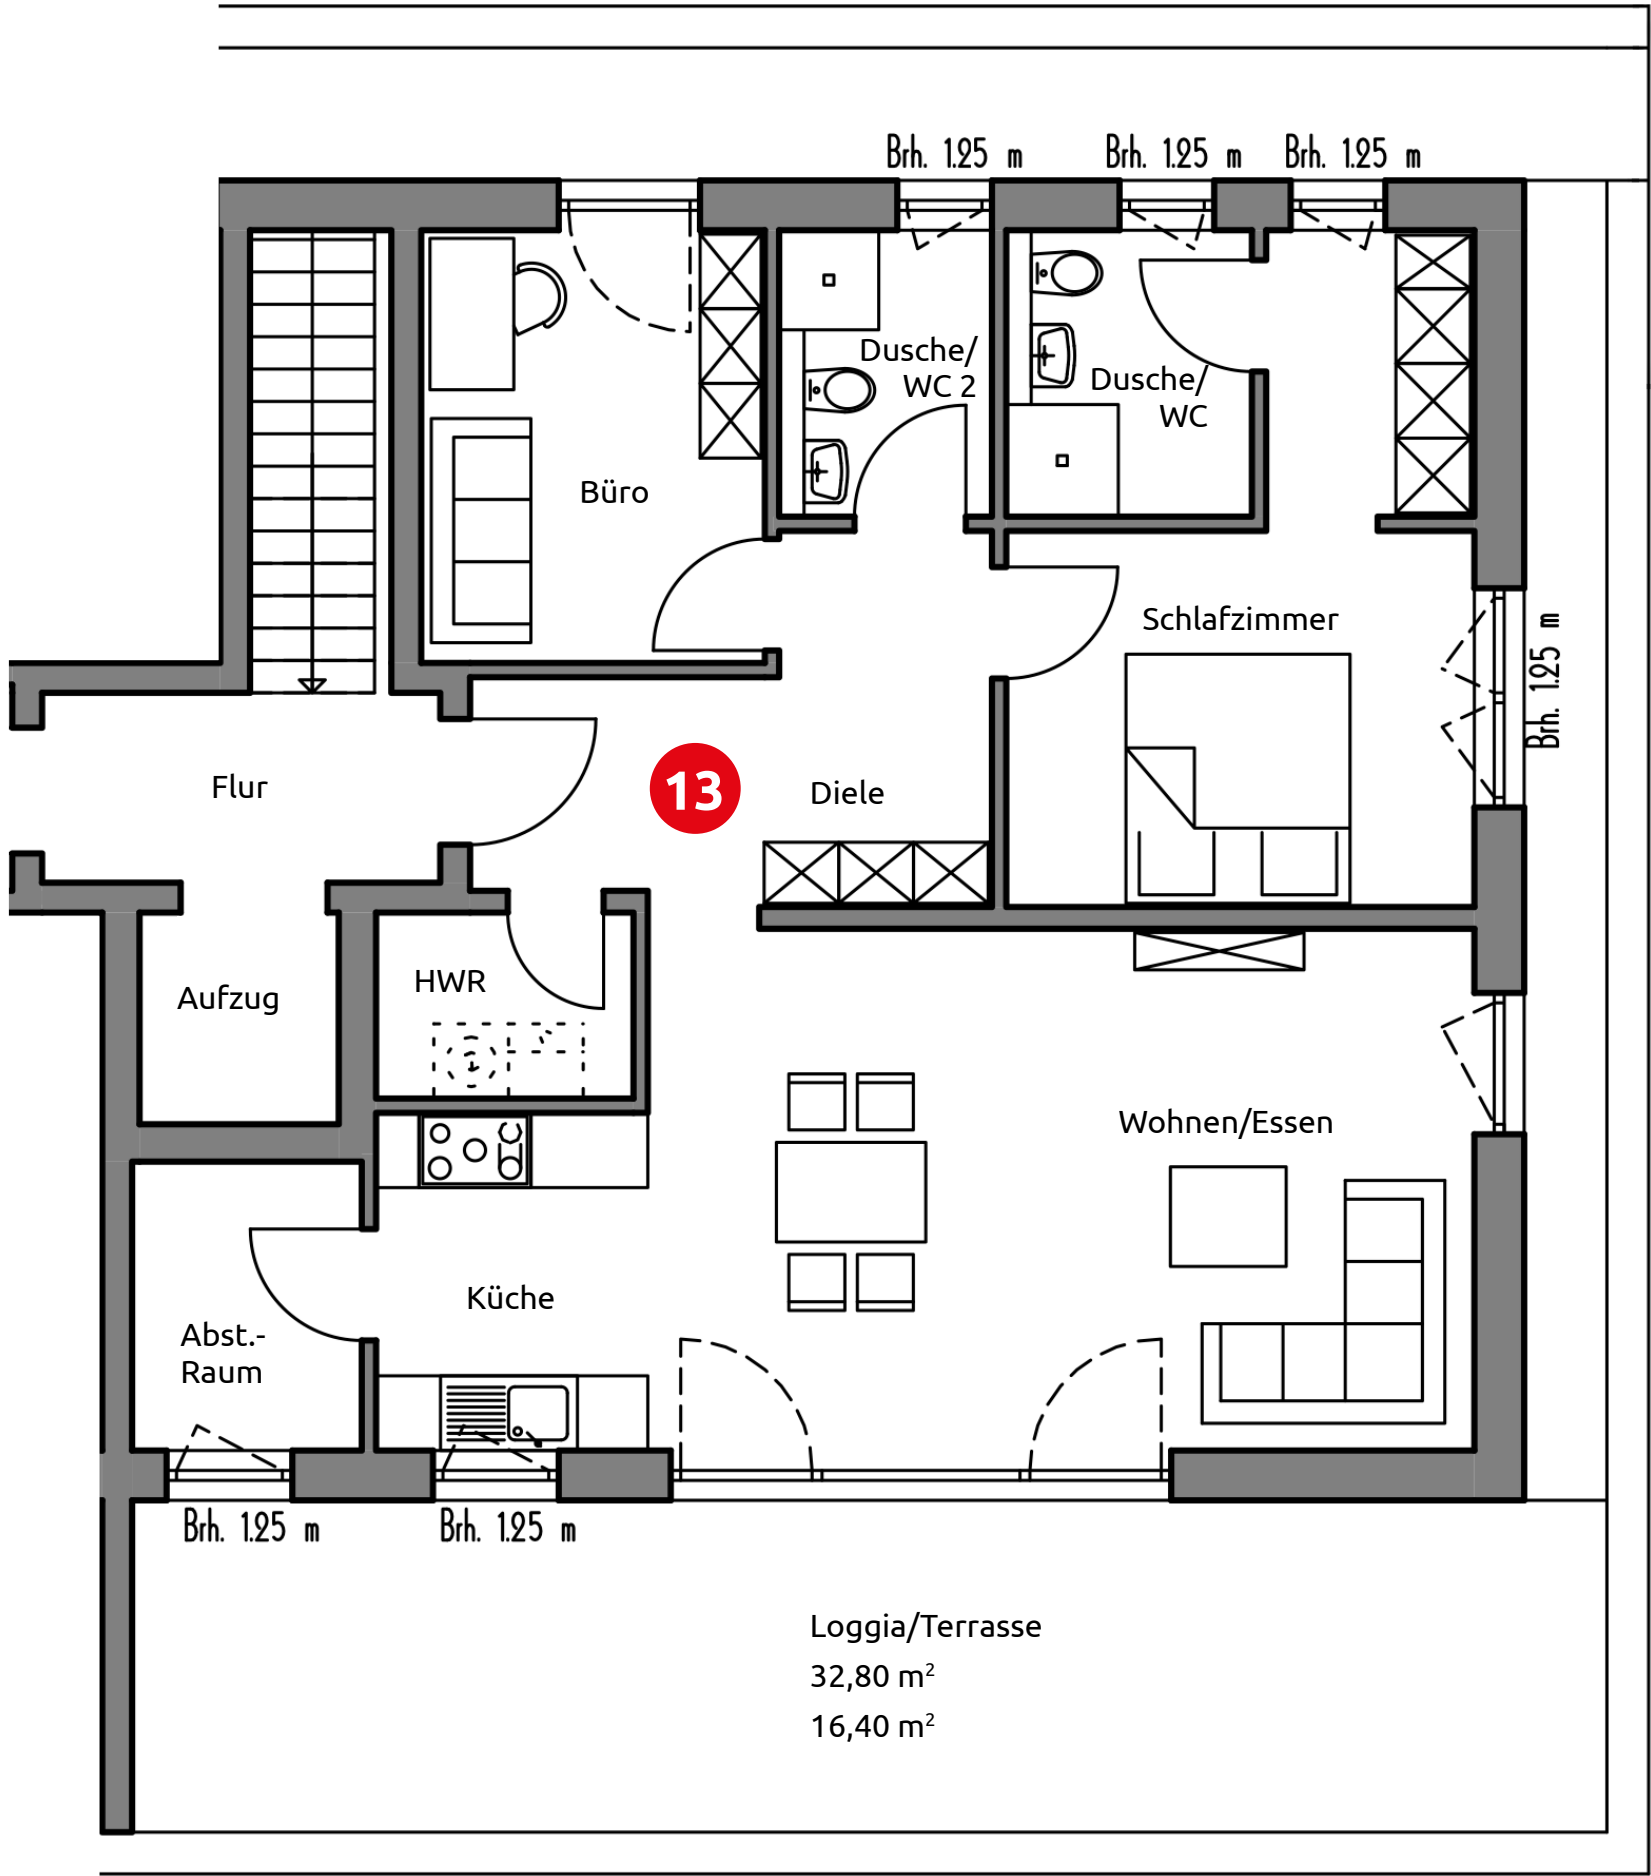 Brh. 1.25 m
Brh. 1.25 m
Brh. 1.25 m
Dusche/
WC 2
Dusche/
WC
Büro
Schlafzimmer
Brh. 1.25 m
Flur
13
Diele
HWR
Aufzug
Wohnen/Essen
Küche
Abst.-
Raum
Brh. 1.25 m
Brh. 1.25 m
Loggia/Terrasse
32,80 m²
16,40 m²